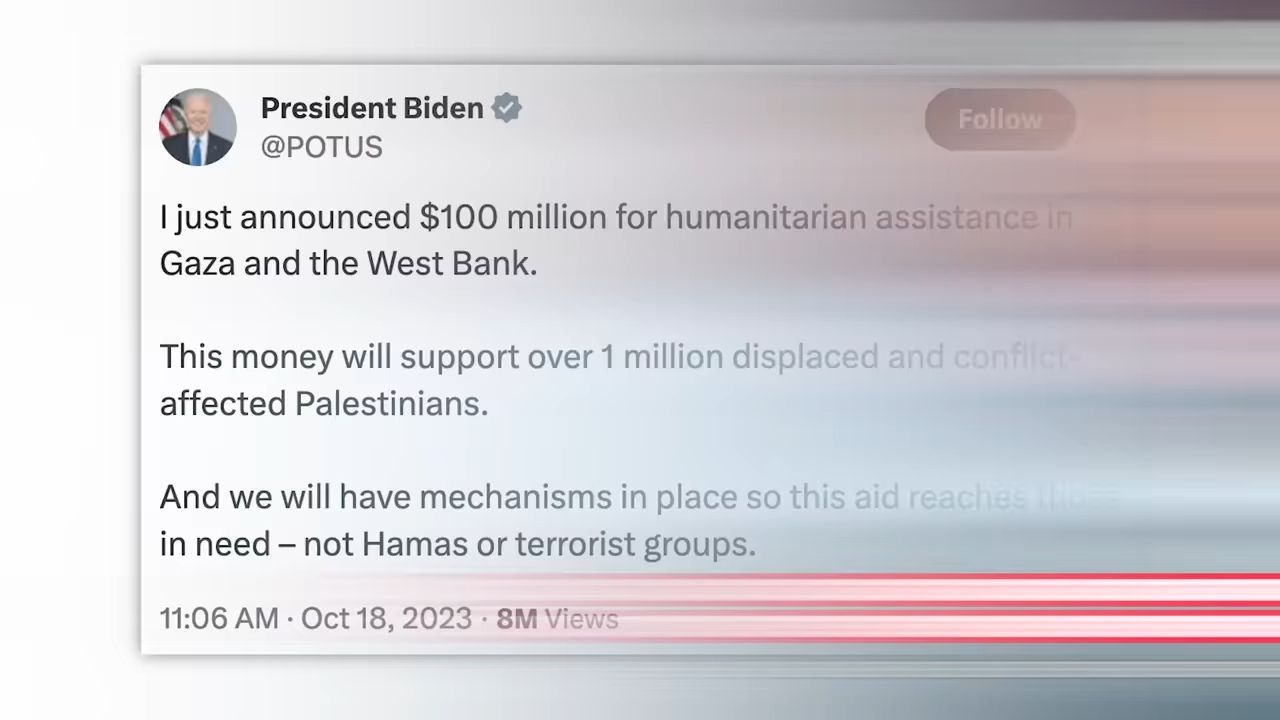 President Biden
@POTUS
Follow
I just announced $100 million for humanitarian assistance in
Gaza and the West Bank.
This money will support over 1 million displaced and conflict-
affected Palestinians.
And we will have mechanisms in place so this aid reaches those
in need – not Hamas or terrorist groups.
11:06 AM · Oct 18, 2023 · 8M Views